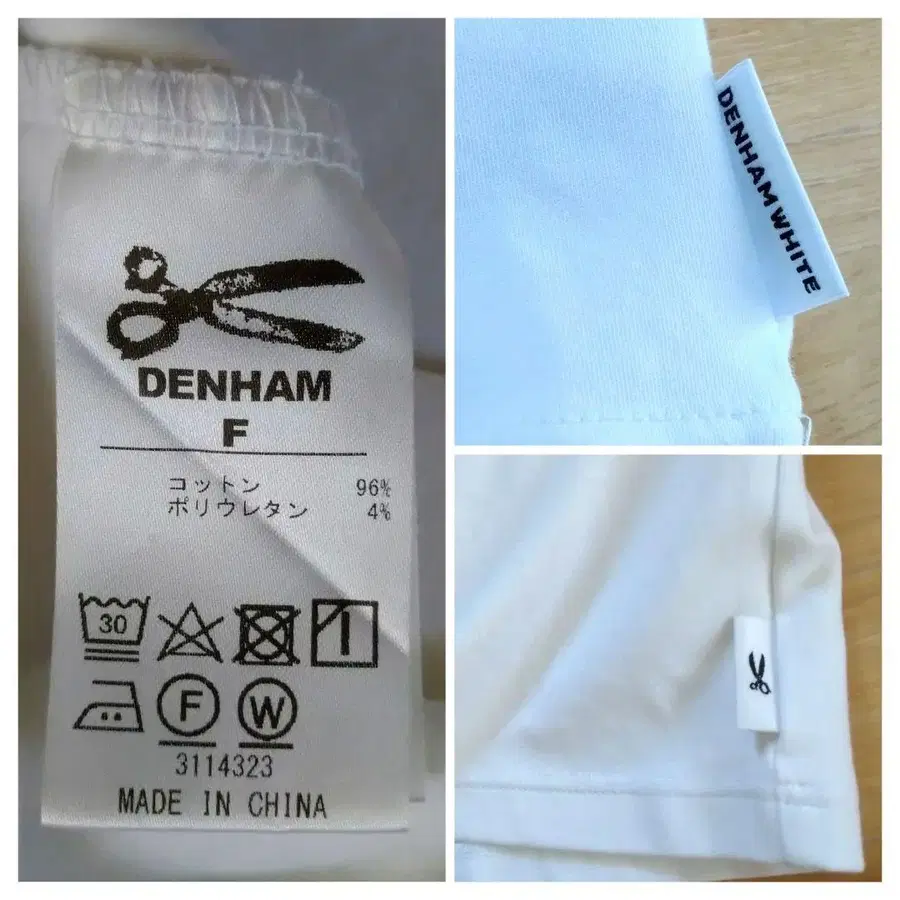 DENHAM
F
コットン 96%
ポリウレタン 4%
30
F W
3114323
MADE IN CHINA
DENHAM WHITE